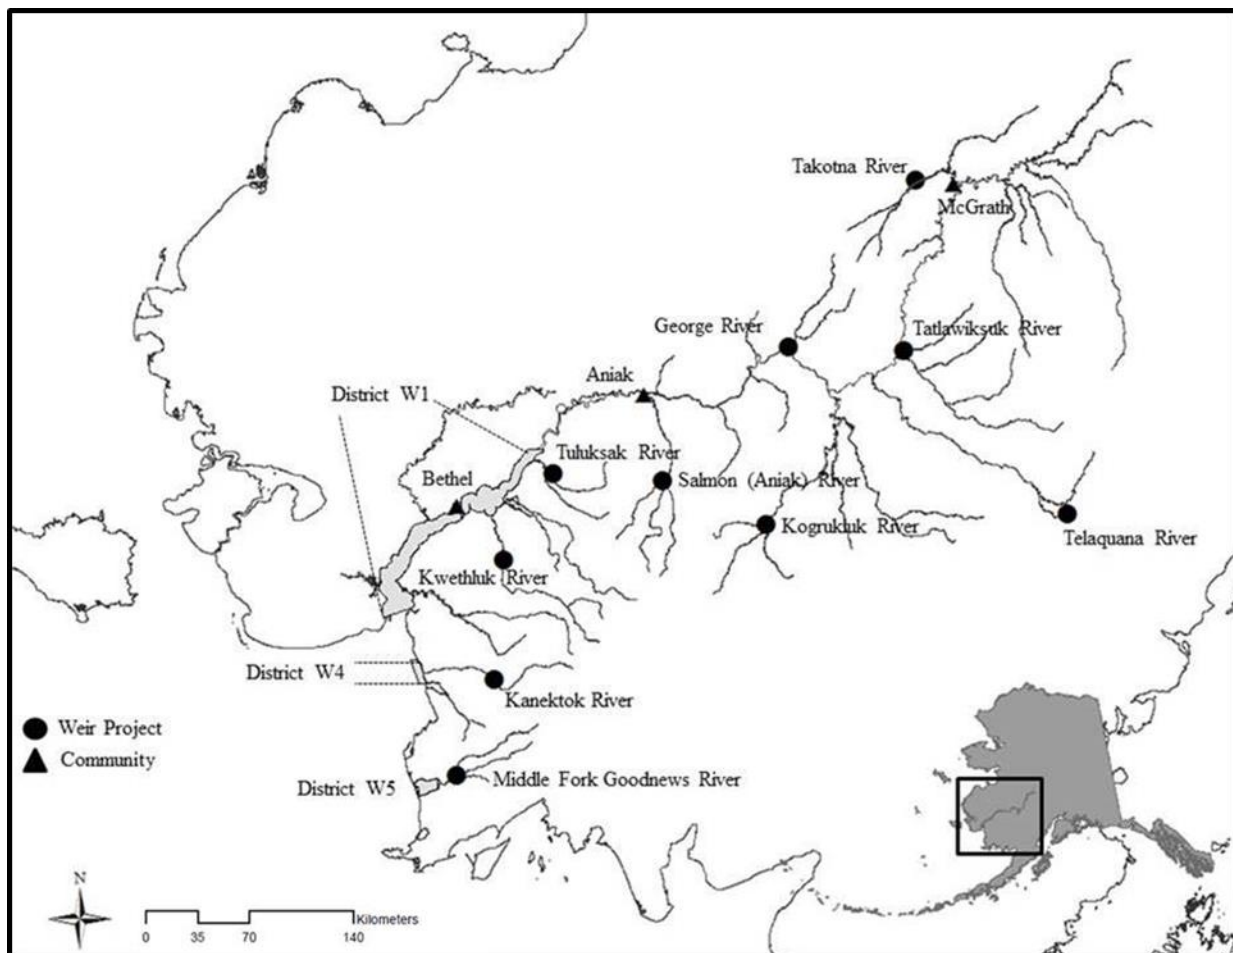 Takotna River
McGrath
George River
Tatlawiksuk River
Aniak
District W1
Tuluksak River
Bethel
Salmon (Aniak) River
Kogrukluk River
Telaquana River
Kwethluk River
District W4
Kanektok River
Weir Project
Community
District W5
Middle Fork Goodnews River
N
Kilometers
0 35 70 140